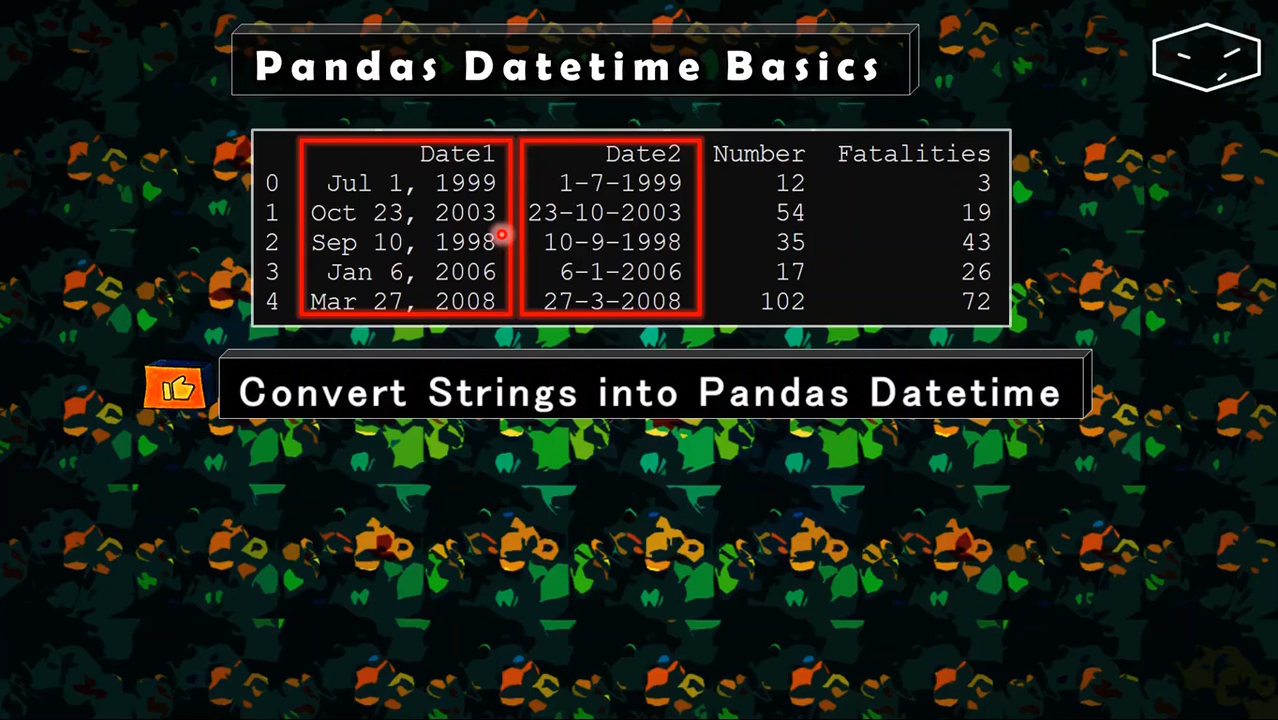 Pandas Datetime Basics
Date1 Date2 Number Fatalities
0 Jul 1, 1999 1-7-1999 12 3
1 Oct 23, 2003 23-10-2003 54 19
2 Sep 10, 1998 10-9-1998 35 43
3 Jan 6, 2006 6-1-2006 17 26
4 Mar 27, 2008 27-3-2008 102 72
Convert Strings into Pandas Datetime